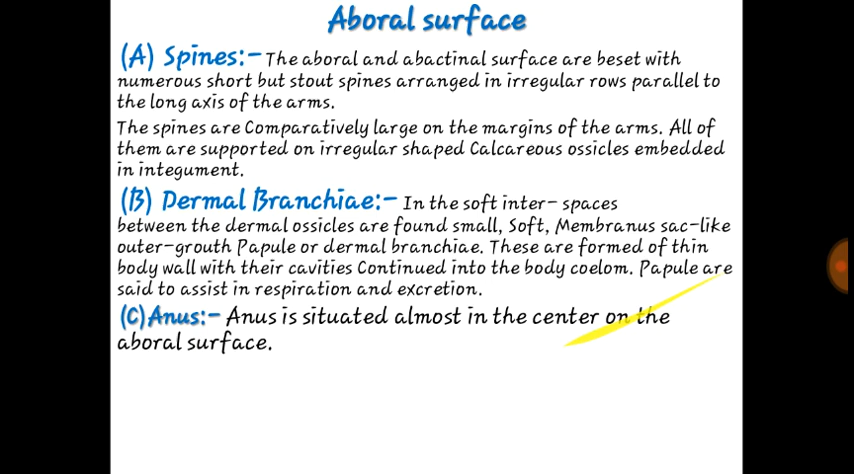 Aboral surface
(A) Spines:- The aboral and abactinal surface are beset with
numerous short but stout spines arranged in irregular rows parallel to
the long axis of the arms.
The spines are Comparatively large on the margins of the arms. All of
them are supported on irregular shaped Calcareous ossicles embedded
in integument.
(B) Dermal Branchiae:- In the soft inter- spaces
between the dermal ossicles are found small, Soft, Membranus sac-like
outer-grouth Papule or dermal branchiae. These are formed of thin
body wall with their cavities Continued into the body coelom. Papule are
said to assist in respiration and excretion.
(C) Anus:- Anus is situated almost in the center on the
aboral surface.